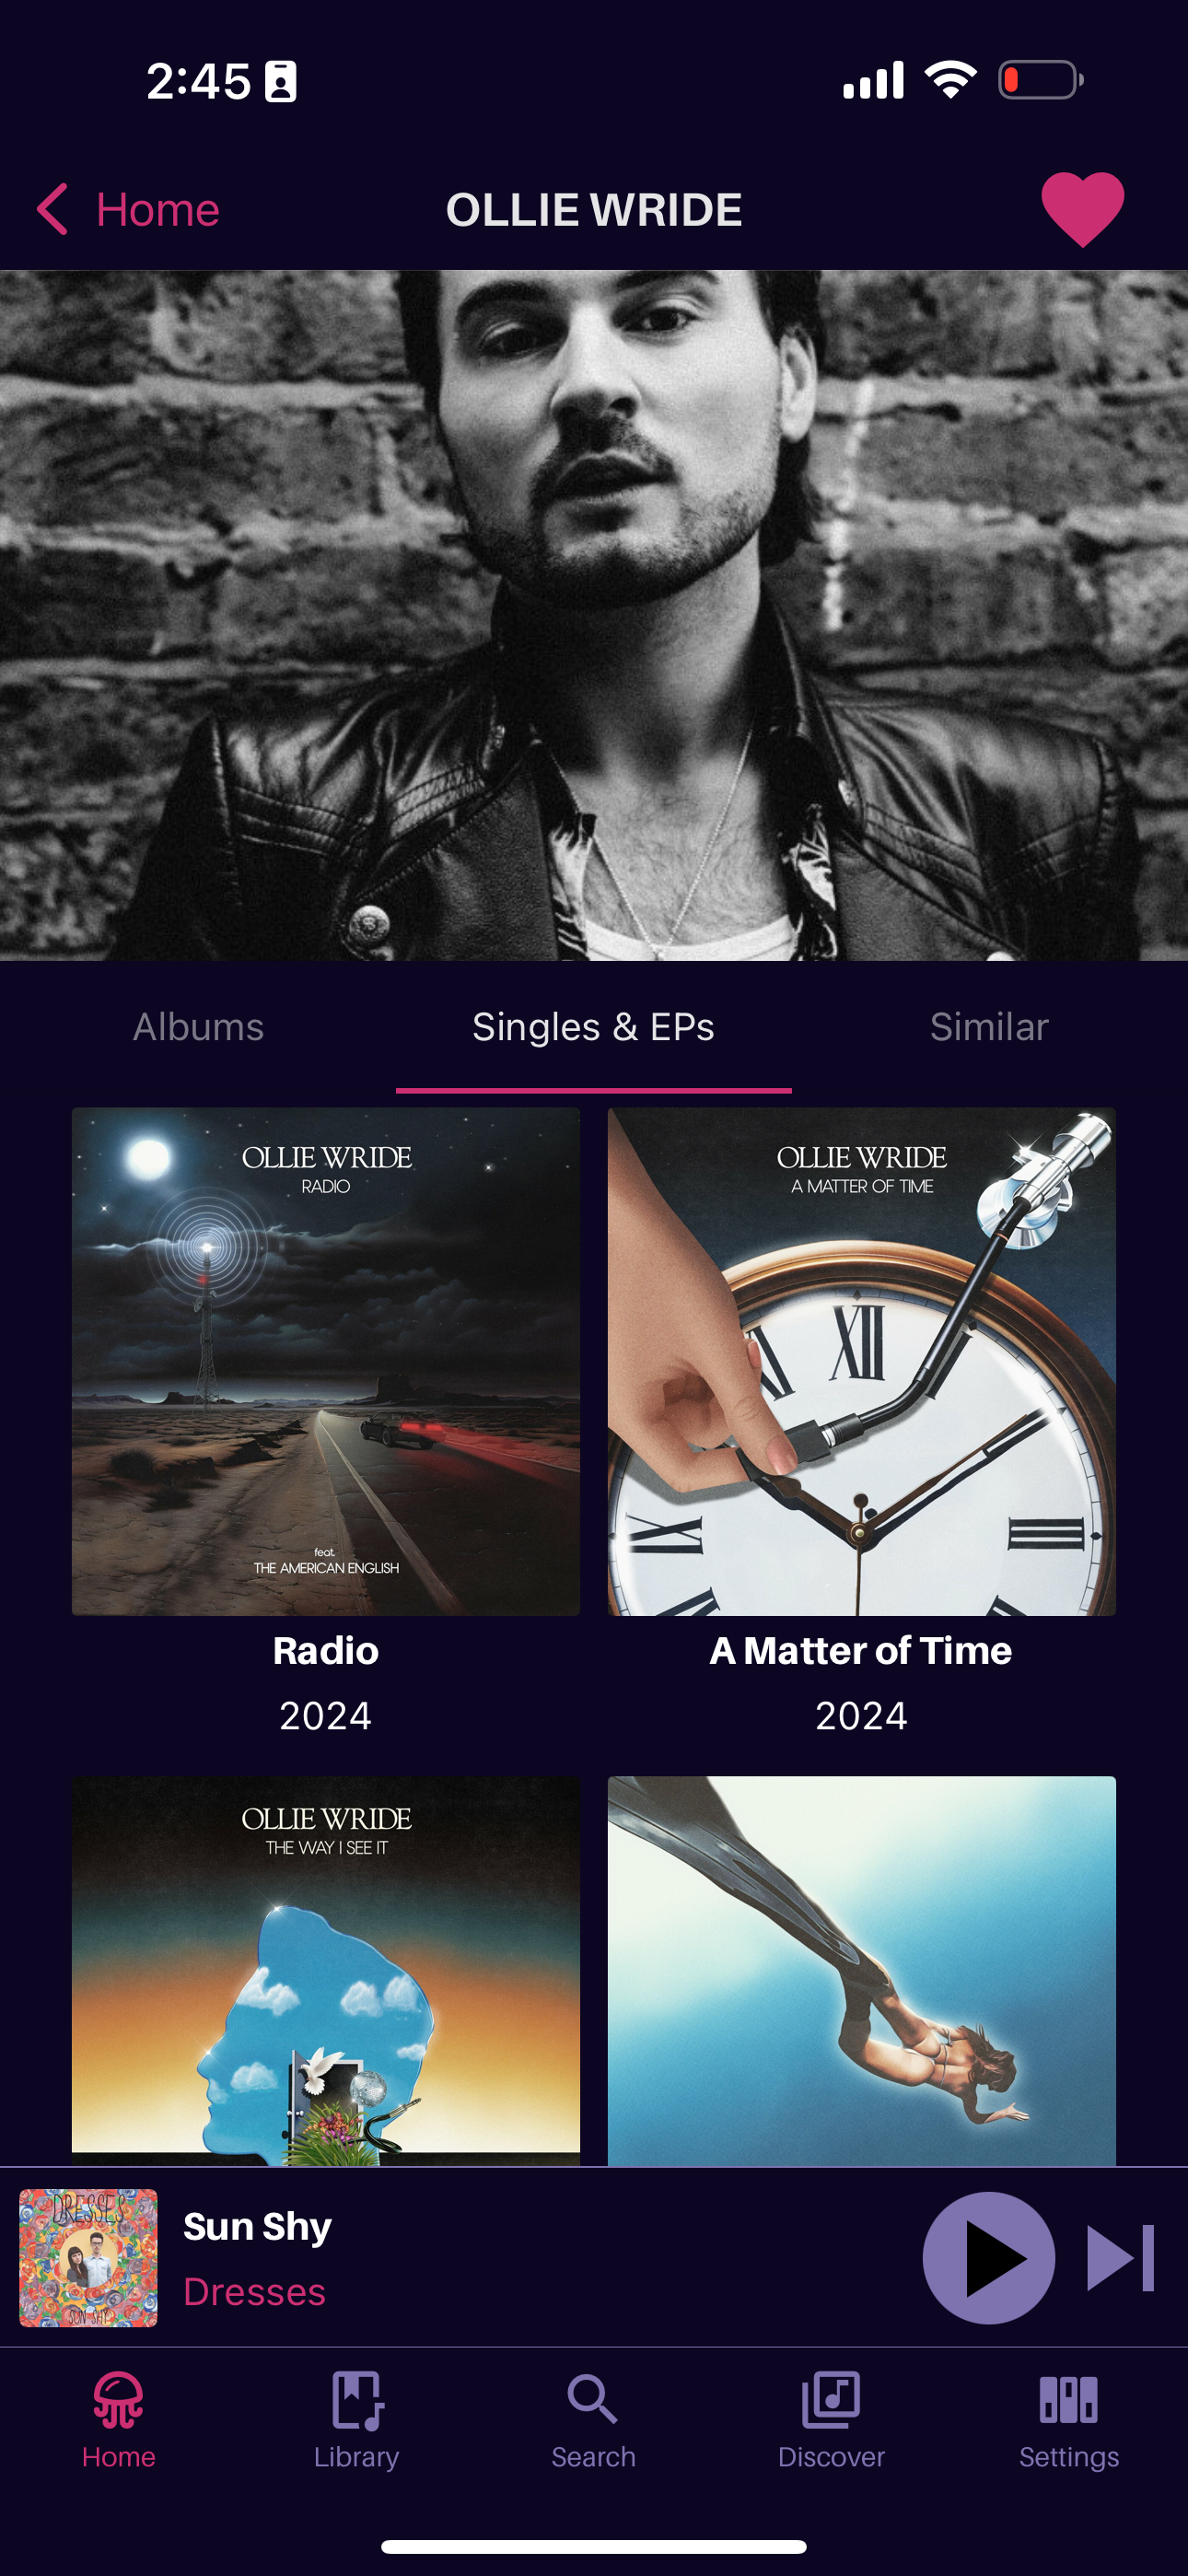 2:45
Home
OLLIE WRIDE
Albums
Singles & EPs
Similar
OLLIE WRIDE
RADIO
feat.
THE AMERICAN ENGLISH
OLLIE WRIDE
A MATTER OF TIME
XII
III
Radio
2024
A Matter of Time
2024
OLLIE WRIDE
THE WAY I SEE IT
DRESSES
SUN SHY
Sun Shy
Dresses
Home
Library
Search
Discover
Settings